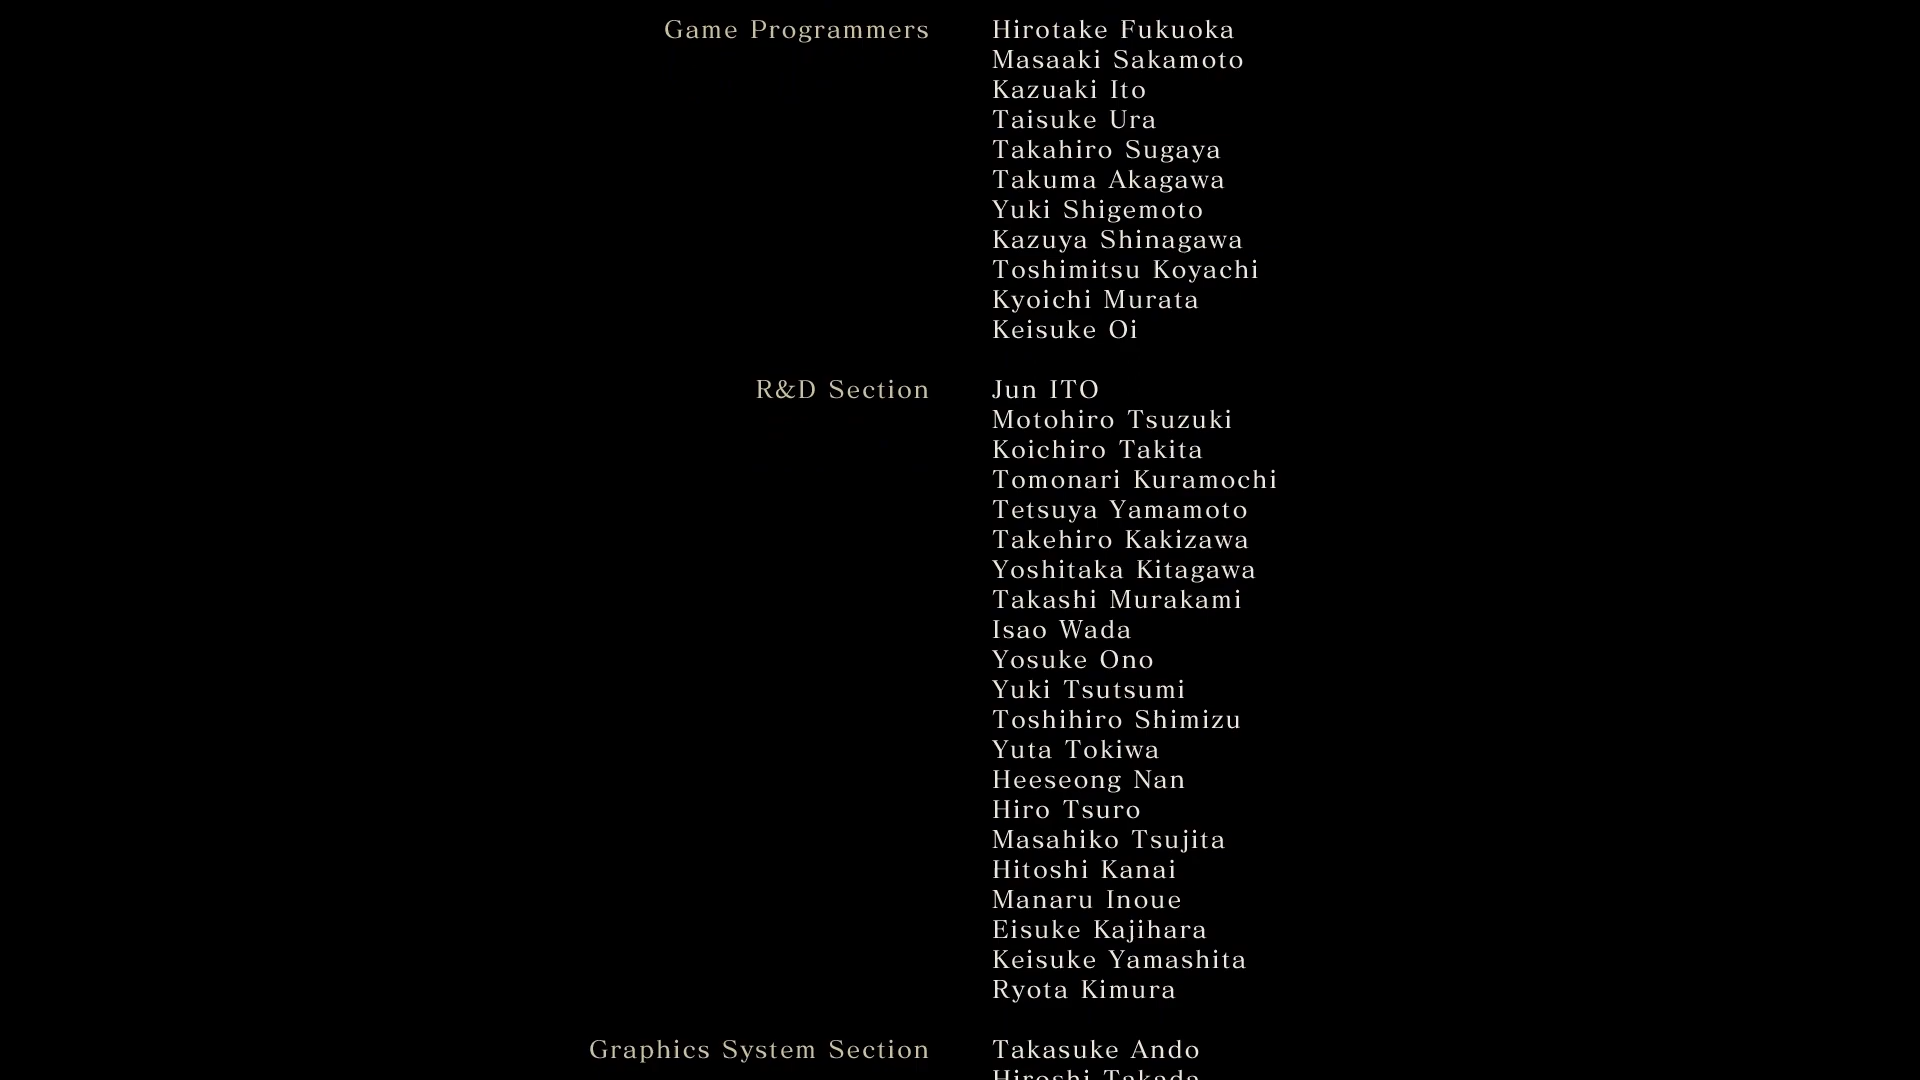 Game Programmers Hirotake Fukuoka
Masaaki Sakamoto
Kazuaki Ito
Taisuke Ura
Takahiro Sugaya
Takuma Akagawa
Yuki Shigemoto
Kazuya Shinagawa
Toshimitsu Koyachi
Kyoichi Murata
Keisuke Oi
R&D Section Jun ITO
Motohiro Tsuzuki
Koichiro Takita
Tomonari Kuramochi
Tetsuya Yamamoto
Takehiro Kakizawa
Yoshitaka Kitagawa
Takashi Murakami
Isao Wada
Yosuke Ono
Yuki Tsutsumi
Toshihiro Shimizu
Yuta Tokiwa
Heeseong Nan
Hiro Tsuro
Masahiko Tsujita
Hitoshi Kanai
Manaru Inoue
Eisuke Kajihara
Keisuke Yamashita
Ryota Kimura
Graphics System Section Takasuke Ando
Hiroshi Takada